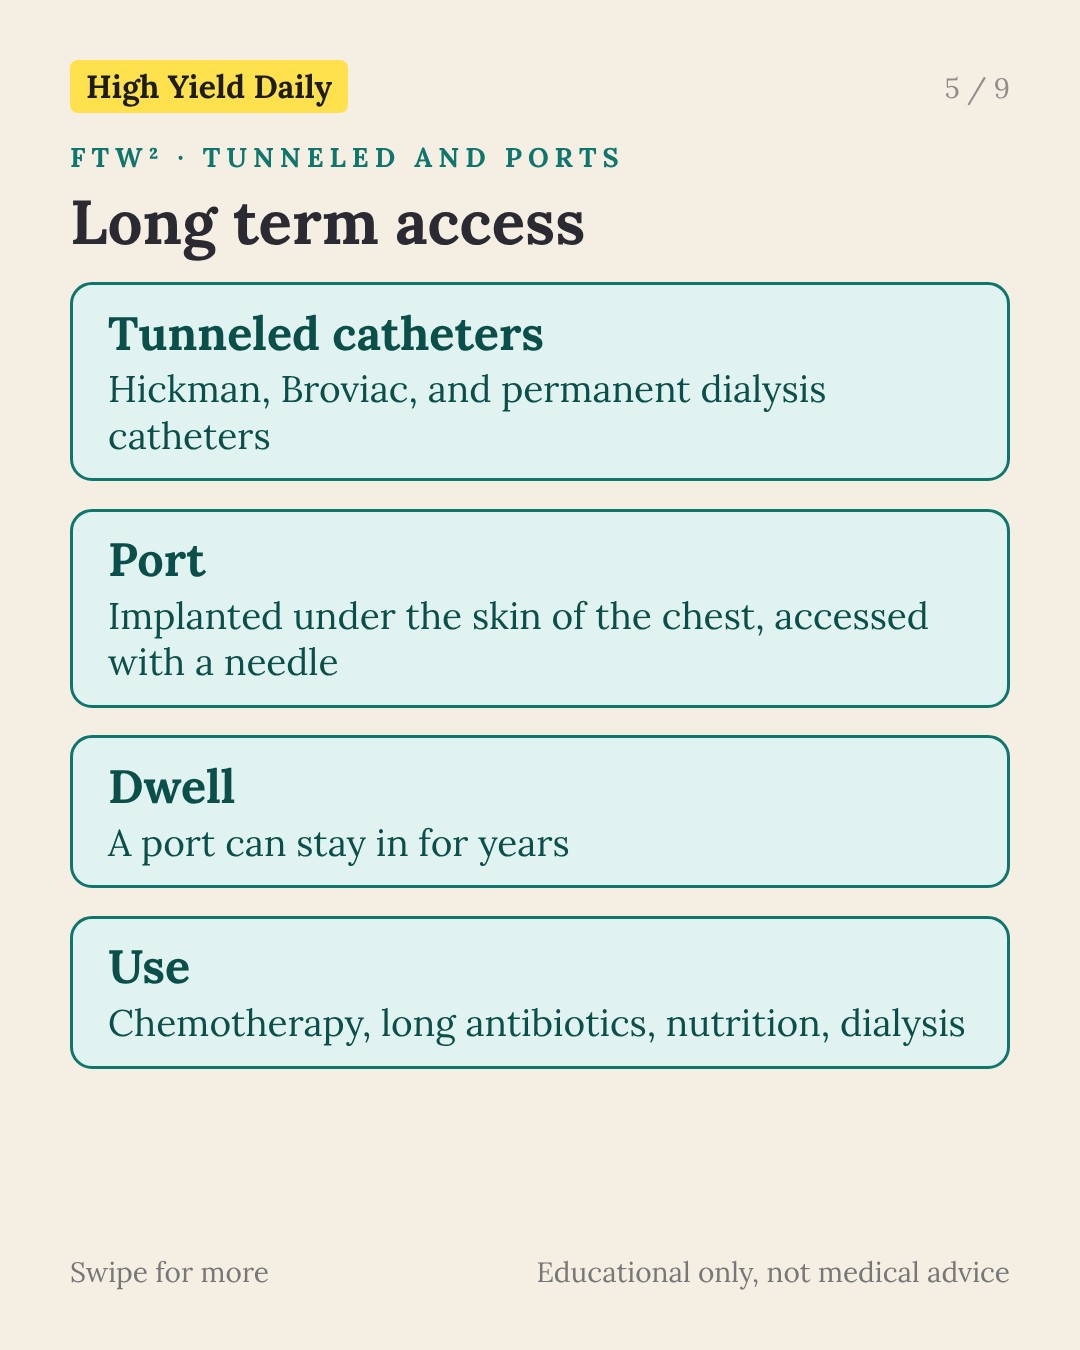 High Yield Daily
5 / 9
FTW² · TUNNELED AND PORTS
Long term access
Tunneled catheters
Hickman, Broviac, and permanent dialysis
catheters
Port
Implanted under the skin of the chest, accessed
with a needle
Dwell
A port can stay in for years
Use
Chemotherapy, long antibiotics, nutrition, dialysis
Swipe for more
Educational only, not medical advice